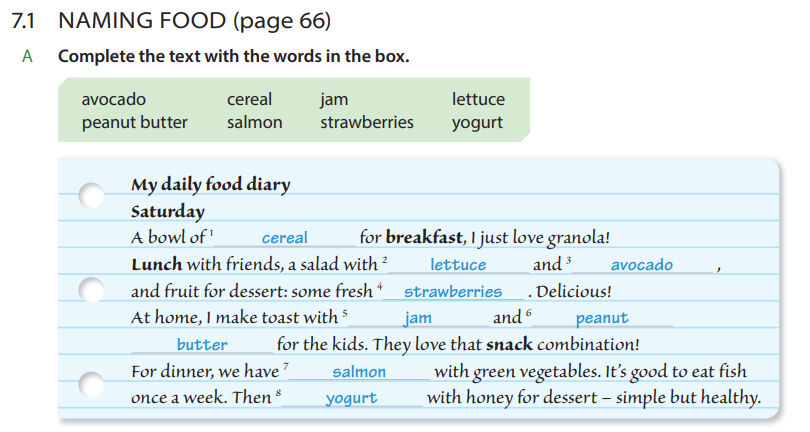 7.1 NAMING FOOD (page 66)
A Complete the text with the words in the box.
avocado cereal jam lettuce
peanut butter salmon strawberries yogurt
My daily food diary
Saturday
A bowl of 1 cereal for breakfast, I just love granola!
Lunch with friends, a salad with 2 lettuce and 3 avocado ,
and fruit for dessert: some fresh 4 strawberries . Delicious!
At home, I make toast with 5 jam and 6 peanut
butter for the kids. They love that snack combination!
For dinner, we have 7 salmon with green vegetables. It’s good to eat fish
once a week. Then 8 yogurt with honey for dessert – simple but healthy.